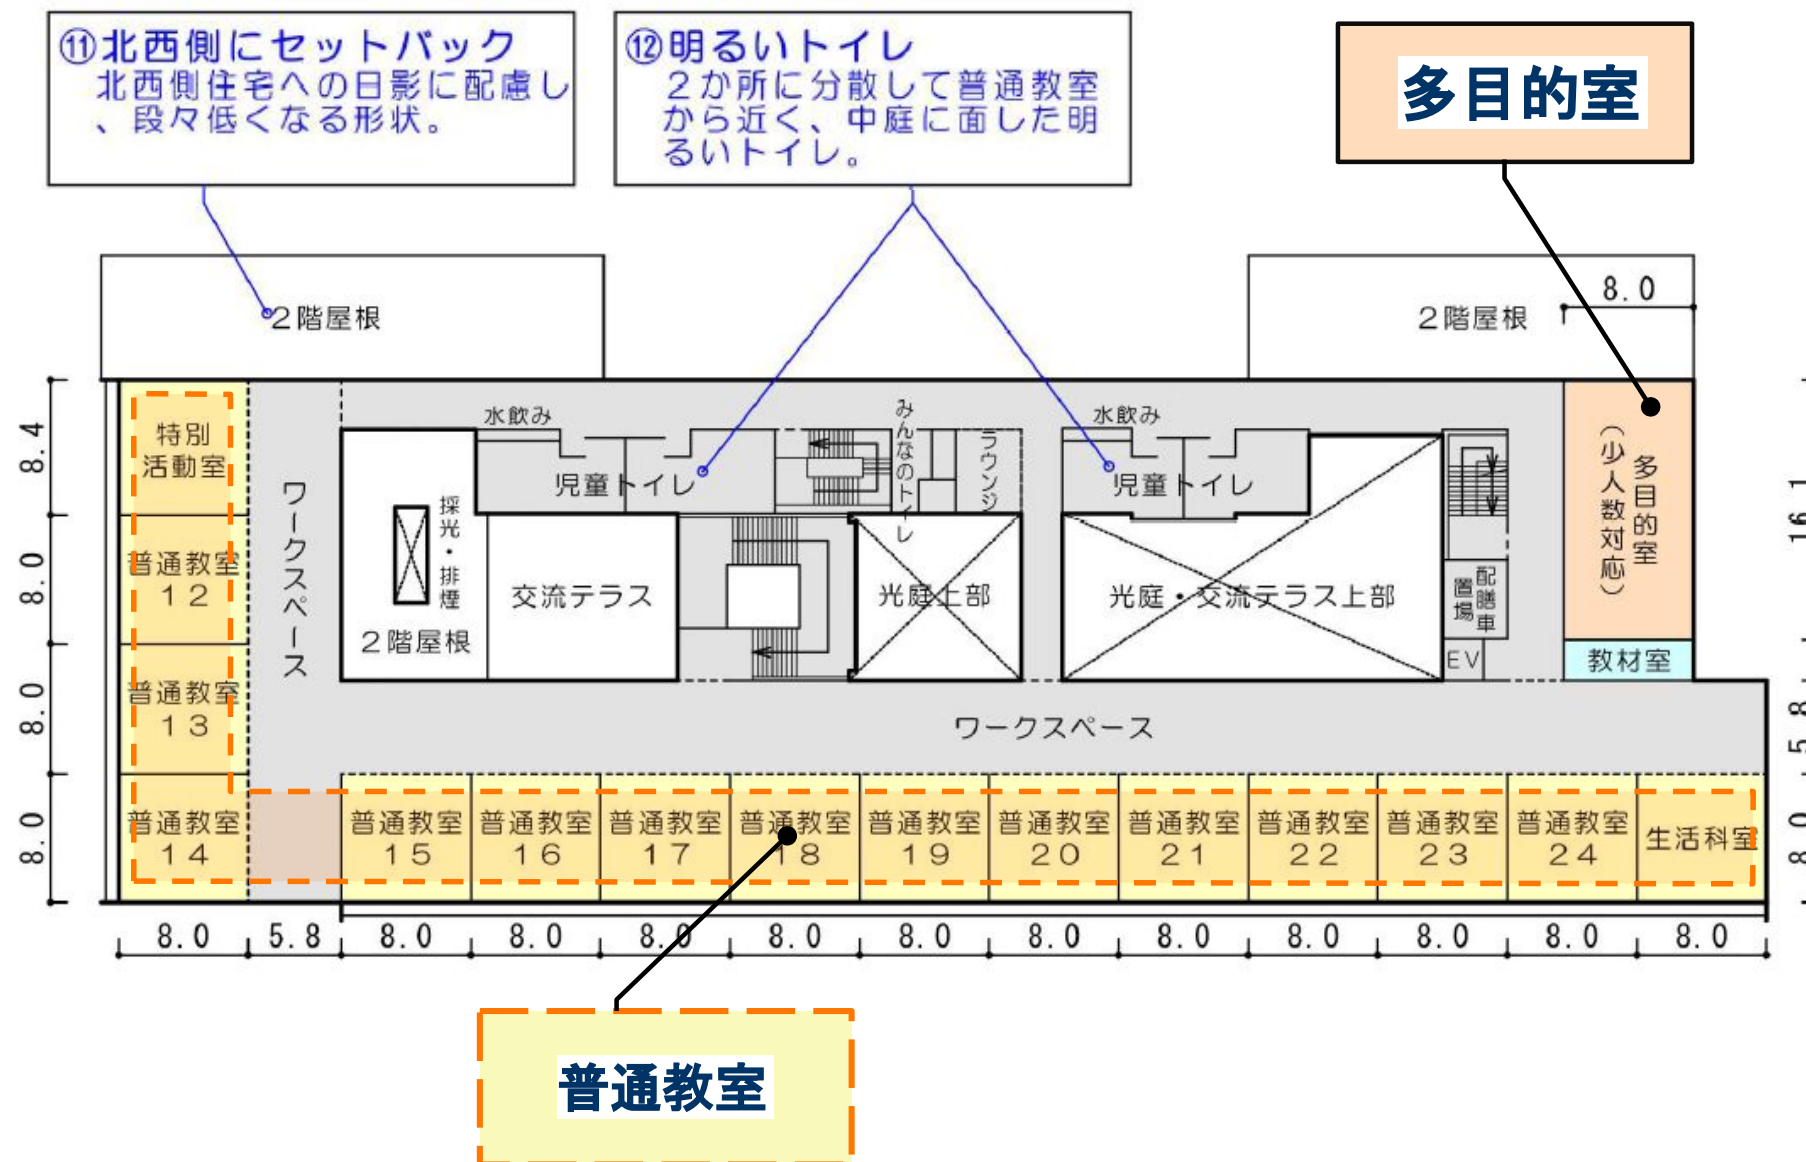 ⑪北西側にセットバック
北西側住宅への日影に配慮し
、段々低くなる形状。
⑫明るいトイレ
２か所に分散して普通教室
から近く、中庭に面した明
るいトイレ。
多目的室
２階屋根
２階屋根
8.0
8.4
8.0
8.0
8.0
特別
活動室
普通教室
１２
普通教室
１３
普通教室
１４
ワークスペース
水飲み
児童トイレ
みんなのトイレ
ラウンジ
水飲み
児童トイレ
採光・排煙
２階屋根
交流テラス
光庭上部
光庭・交流テラス上部
配膳車
置場
EV
多目的室
（少人数対応）
教材室
16.1
5.8
8.0
ワークスペース
普通教室
１５
普通教室
１６
普通教室
１７
普通教室
１８
普通教室
１９
普通教室
２０
普通教室
２１
普通教室
２２
普通教室
２３
普通教室
２４
生活科室
8.0 5.8 8.0 8.0 8.0 8.0 8.0 8.0 8.0 8.0 8.0 8.0 8.0
普通教室